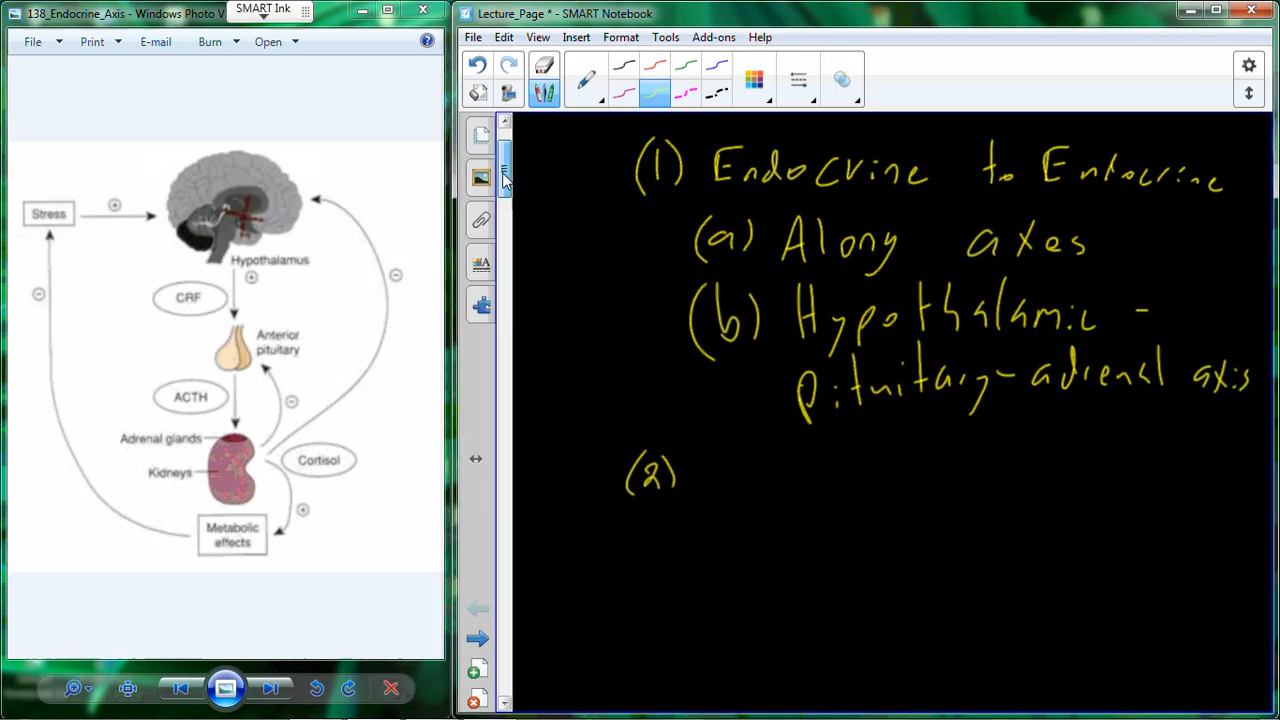 138_Endocrine_Axis - Windows Photo V
SMART Ink
File Print E-mail Burn Open
Stress
Hypothalamus
CRF
Anterior
pituitary
ACTH
Adrenal glands
Kidneys
Cortisol
Metabolic
effects
Lecture_Page * - SMART Notebook
File Edit View Insert Format Tools Add-ons Help
(1) Endocrine to Endocrine
(a) Along axes
(b) Hypothalamic -
pituitary-adrenal axis
(2)